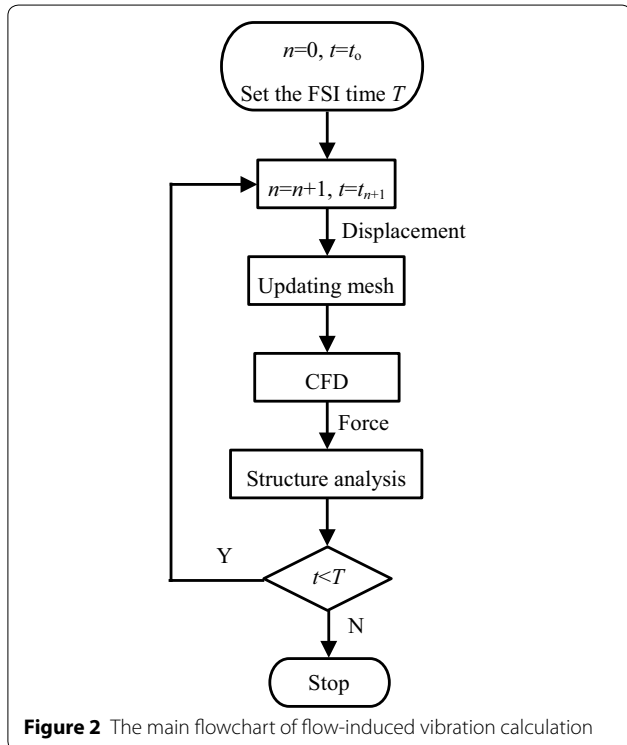 n=0, t=to
Set the FSI time T
n=n+1, t=tn+1
Displacement
Updating mesh
CFD
Force
Structure analysis
Y
t<T
N
Stop
Figure 2 The main flowchart of flow-induced vibration calculation